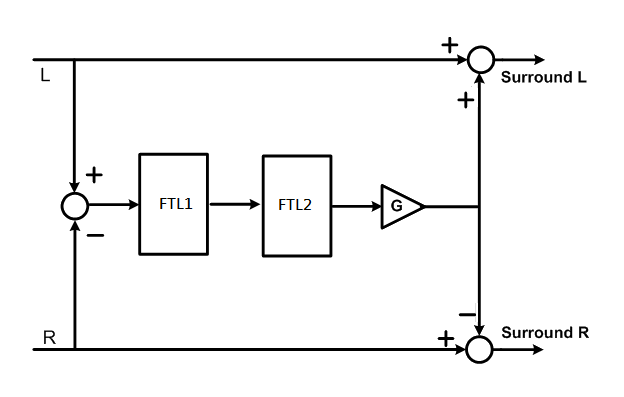 +
L
Surround L
+
+
FTL1
FTL2
G
−
−
R
+
Surround R